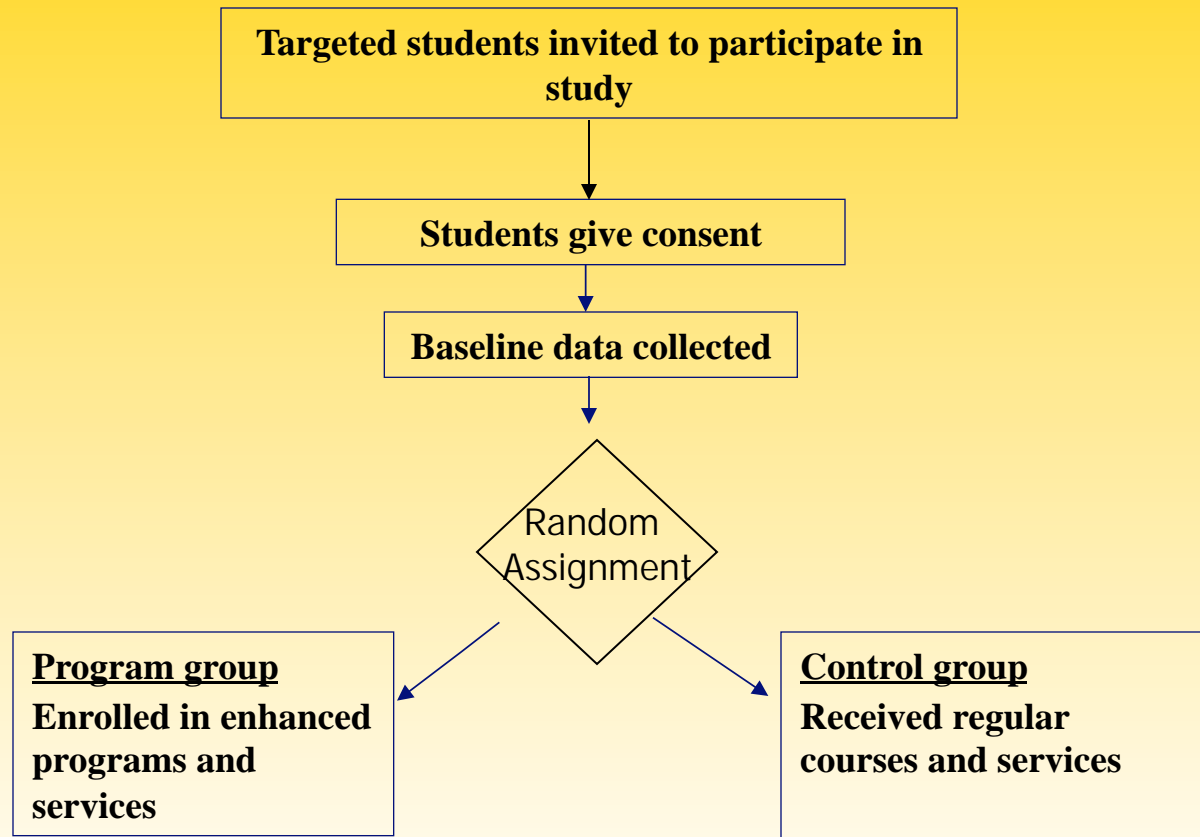 Targeted students invited to participate in
study
Students give consent
Baseline data collected
Random
Assignment
Program group
Enrolled in enhanced
programs and
services
Control group
Received regular
courses and services